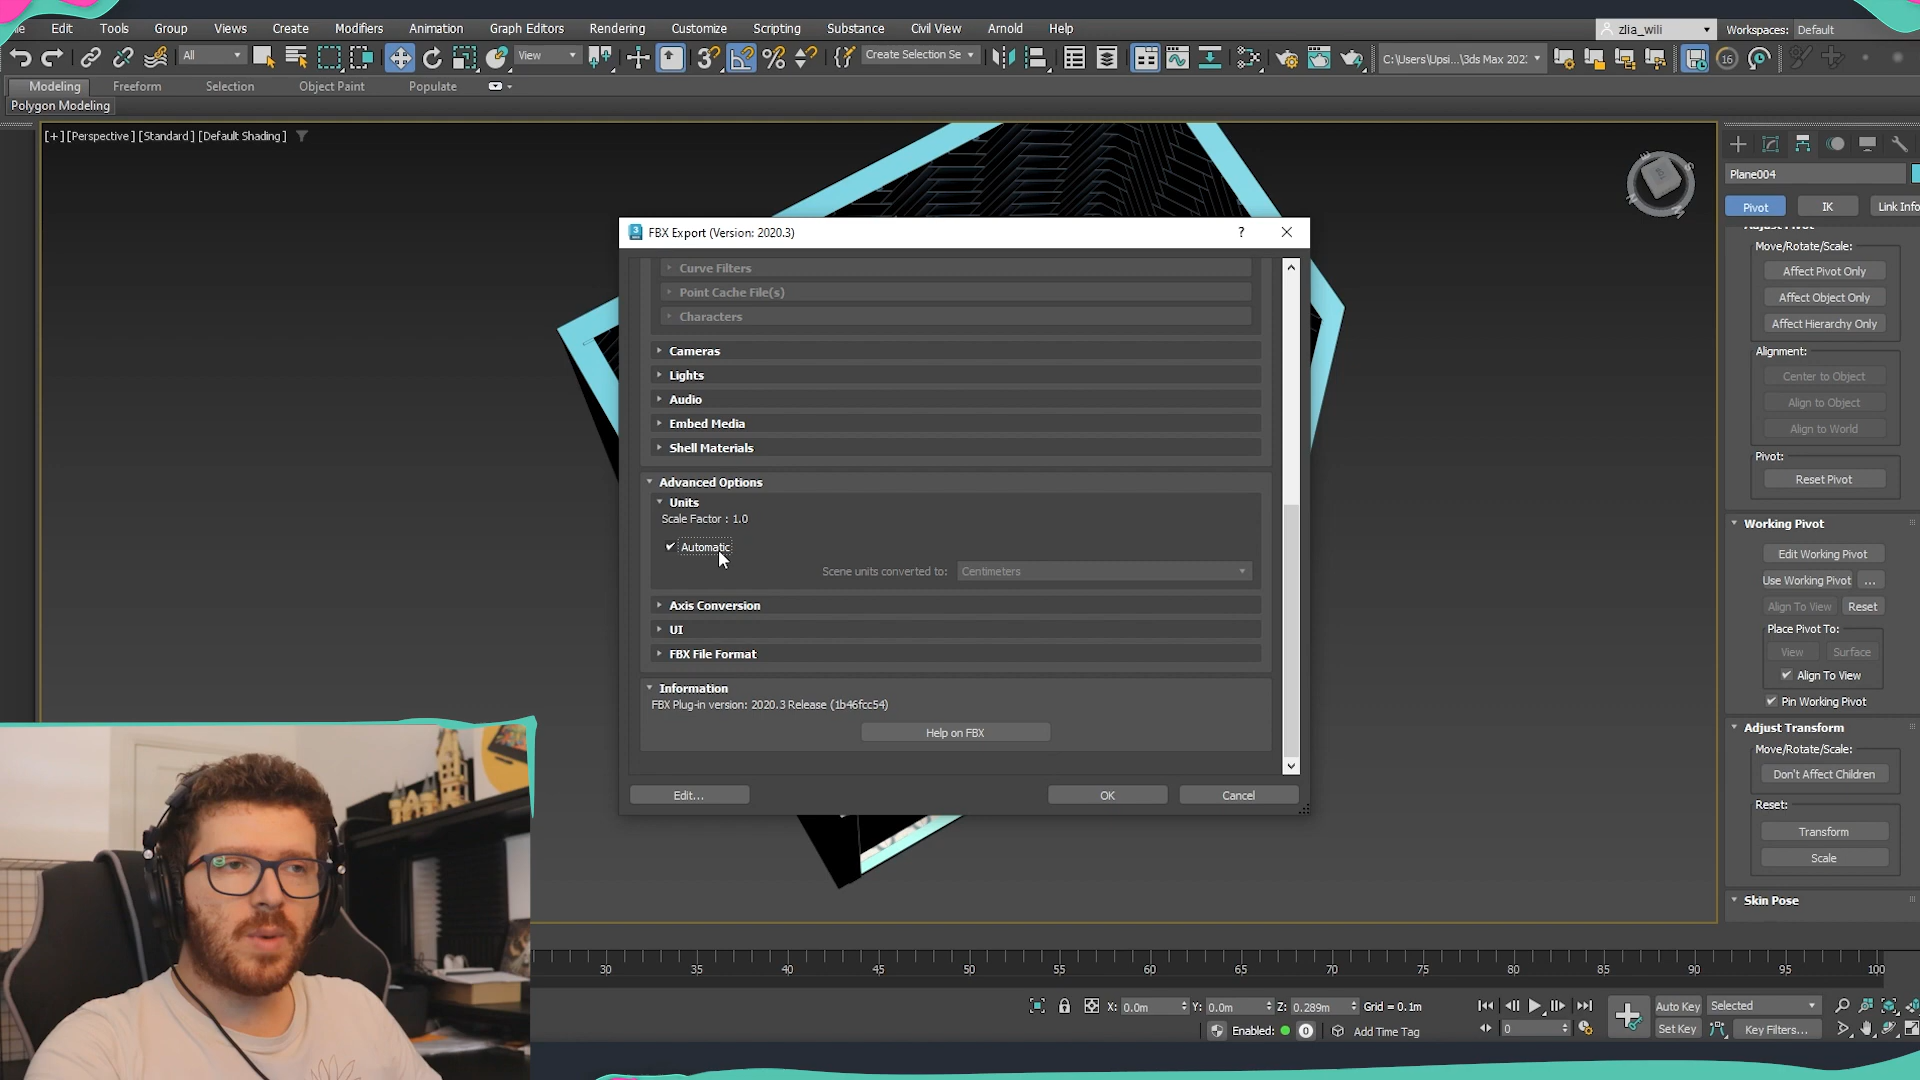 Edit Tools Group Views Create Modifiers Animation Graph Editors Rendering Customize Scripting Substance Civil View Arnold Help
zlia_wili Workspaces: Default
All View Create Selection Se C:\Users\Upsi...\3ds Max 202: 16
Modeling Freeform Selection Object Paint Populate
Polygon Modeling
[+] [Perspective] [Standard] [Default Shading]
FBX Export (Version: 2020.3) ?
Curve Filters
Point Cache File(s)
Characters
Cameras
Lights
Audio
Embed Media
Shell Materials
Advanced Options
Units
Scale Factor : 1.0
Automatic
Scene units converted to: Centimeters
Axis Conversion
UI
FBX File Format
Information
FBX Plug-in version: 2020.3 Release (1b46fcc54)
Help on FBX
Edit... OK Cancel
Plane004
Pivot IK Link Info
Adjust Pivot
Move/Rotate/Scale:
Affect Pivot Only
Affect Object Only
Affect Hierarchy Only
Alignment:
Center to Object
Align to Object
Align to World
Pivot:
Reset Pivot
Working Pivot
Edit Working Pivot
Use Working Pivot ...
Align To View Reset
Place Pivot To:
View Surface
Align To View
Pin Working Pivot
Adjust Transform
Move/Rotate/Scale:
Don't Affect Children
Reset:
Transform
Scale
Skin Pose
30 35 40 45 50 55 60 65 70 75 80 85 90 95 100
X: 0.0m Y: 0.0m Z: 0.289m Grid = 0.1m
Auto Key Selected
Enabled: 0 Add Time Tag
0 Set Key Key Filters...